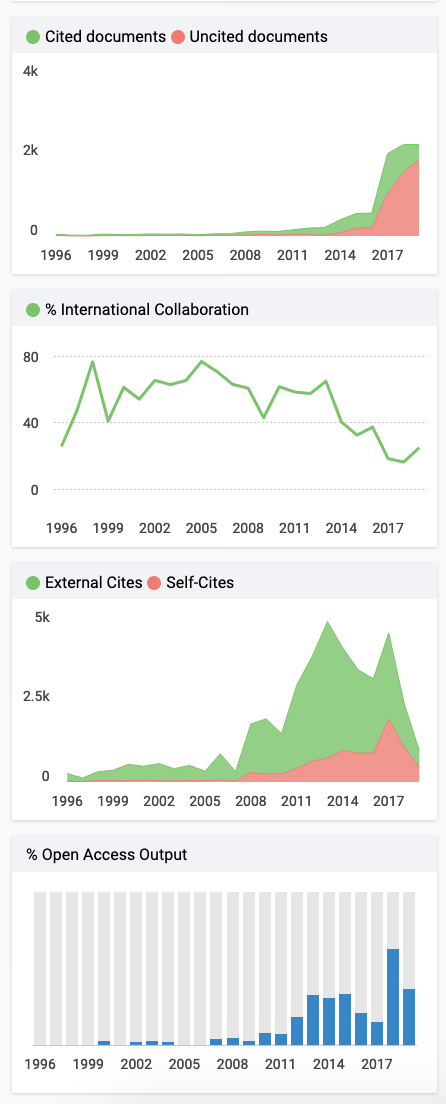 Cited documents Uncited documents
4k
2k
0
1996 1999 2002 2005 2008 2011 2014 2017
% International Collaboration
80
40
0
1996 1999 2002 2005 2008 2011 2014 2017
External Cites Self-Cites
5k
2.5k
0
1996 1999 2002 2005 2008 2011 2014 2017
% Open Access Output
1996 1999 2002 2005 2008 2011 2014 2017